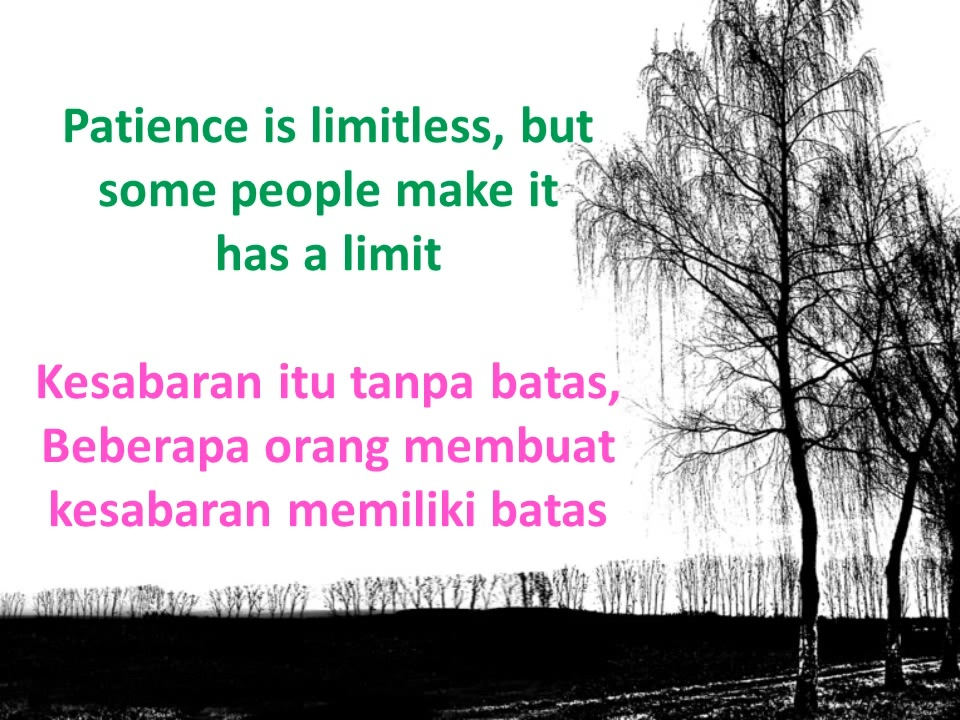 Patience is limitless, but
some people make it
has a limit
Kesabaran itu tanpa batas,
Beberapa orang membuat
kesabaran memiliki batas